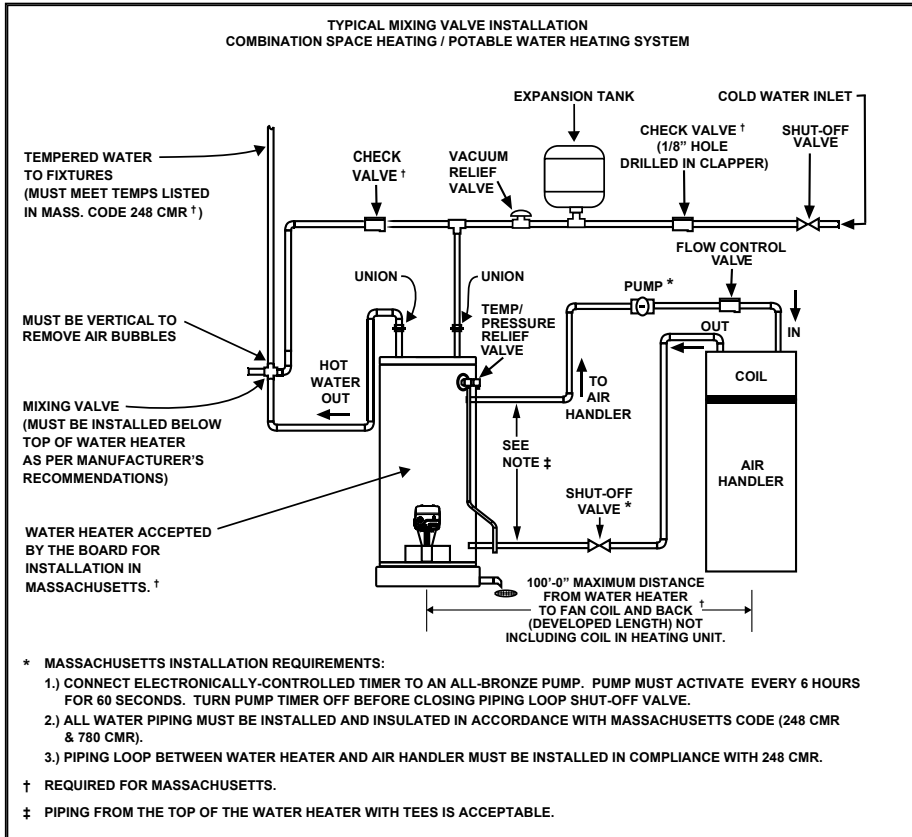 TYPICAL MIXING VALVE INSTALLATION
COMBINATION SPACE HEATING / POTABLE WATER HEATING SYSTEM
EXPANSION TANK
COLD WATER INLET
TEMPERED WATER
TO FIXTURES
(MUST MEET TEMPS LISTED
IN MASS. CODE 248 CMR †)
CHECK
VALVE †
VACUUM
RELIEF
VALVE
CHECK VALVE †
(1/8” HOLE
DRILLED IN CLAPPER)
SHUT-OFF
VALVE
FLOW CONTROL
VALVE
UNION
UNION
PUMP *
TEMP/
PRESSURE
RELIEF
VALVE
OUT
IN
MUST BE VERTICAL TO
REMOVE AIR BUBBLES
HOT
WATER
OUT
TO
AIR
HANDLER
COIL
MIXING VALVE
(MUST BE INSTALLED BELOW
TOP OF WATER HEATER
AS PER MANUFACTURER’S
RECOMMENDATIONS)
SEE
NOTE ‡
AIR
HANDLER
SHUT-OFF
VALVE *
WATER HEATER ACCEPTED
BY THE BOARD FOR
INSTALLATION IN
MASSACHUSETTS. †
100’-0” MAXIMUM DISTANCE
FROM WATER HEATER
TO FAN COIL AND BACK †
(DEVELOPED LENGTH) NOT
INCLUDING COIL IN HEATING UNIT.
* MASSACHUSETTS INSTALLATION REQUIREMENTS:
1.) CONNECT ELECTRONICALLY-CONTROLLED TIMER TO AN ALL-BRONZE PUMP. PUMP MUST ACTIVATE EVERY 6 HOURS
FOR 60 SECONDS. TURN PUMP TIMER OFF BEFORE CLOSING PIPING LOOP SHUT-OFF VALVE.
2.) ALL WATER PIPING MUST BE INSTALLED AND INSULATED IN ACCORDANCE WITH MASSACHUSETTS CODE (248 CMR
& 780 CMR).
3.) PIPING LOOP BETWEEN WATER HEATER AND AIR HANDLER MUST BE INSTALLED IN COMPLIANCE WITH 248 CMR.
† REQUIRED FOR MASSACHUSETTS.
‡ PIPING FROM THE TOP OF THE WATER HEATER WITH TEES IS ACCEPTABLE.